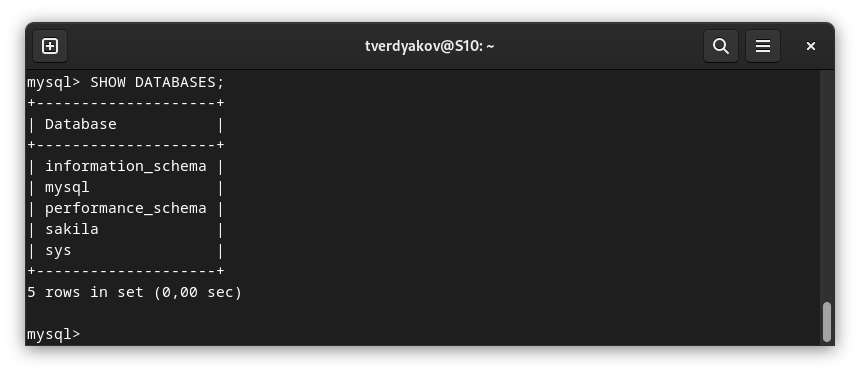 tverdyakov@S10: ~
mysql> SHOW DATABASES;
+--------------------+
| Database           |
+--------------------+
| information_schema |
| mysql              |
| performance_schema |
| sakila             |
| sys                |
+--------------------+
5 rows in set (0,00 sec)
mysql>